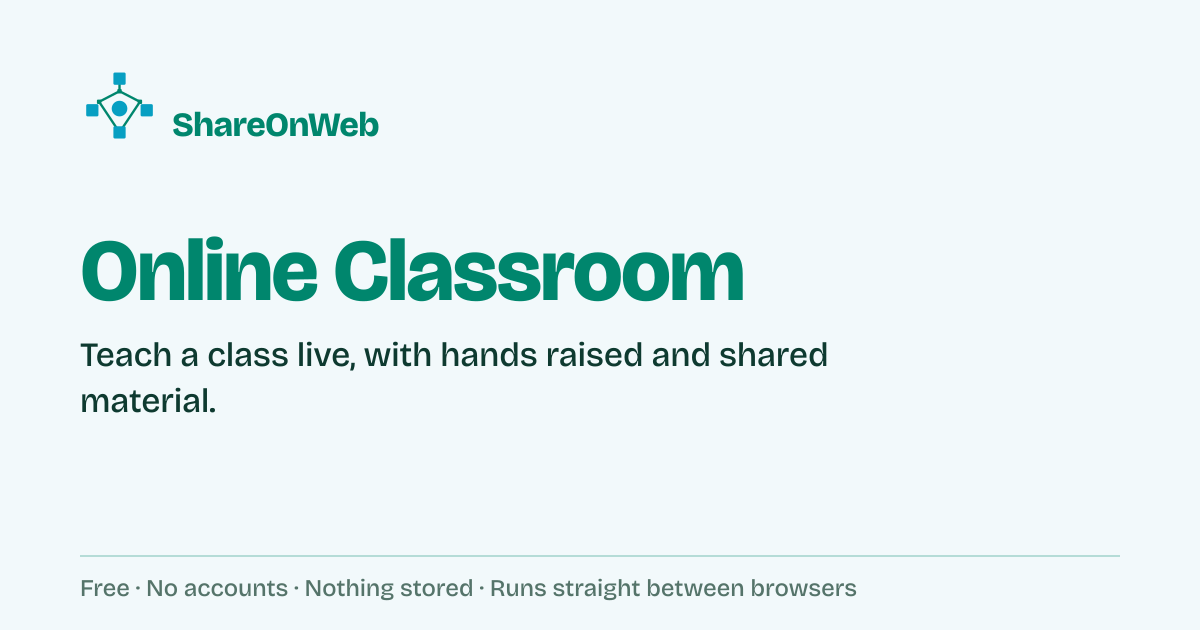 ShareOnWeb
Online Classroom
Teach a class live, with hands raised and shared
material.
Free · No accounts · Nothing stored · Runs straight between browsers